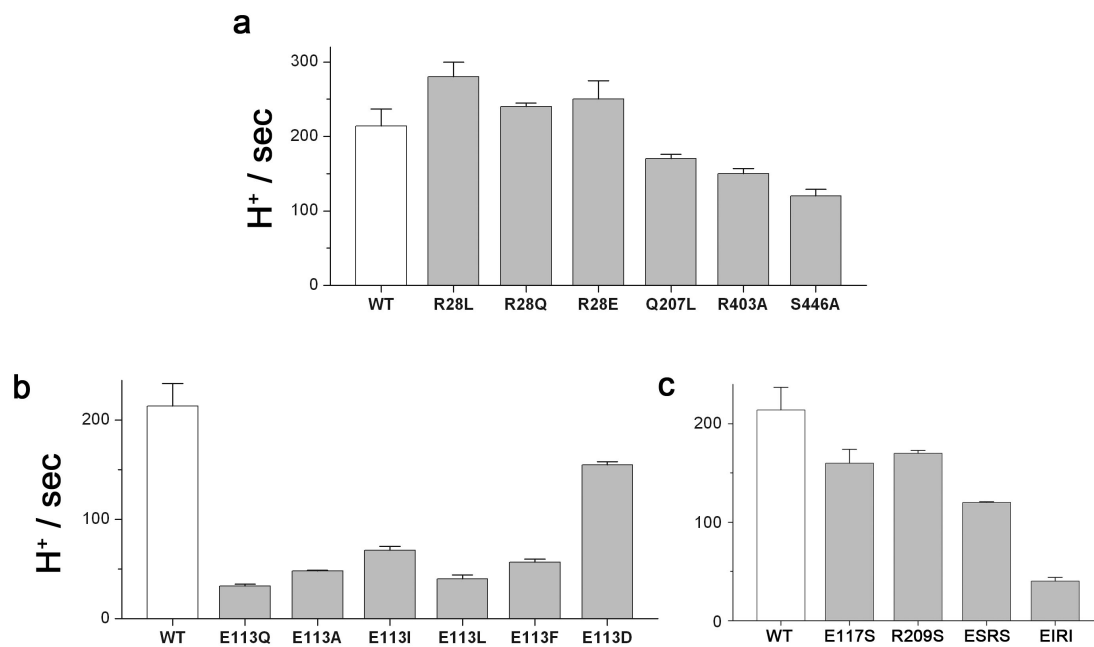 a
H⁺ / sec
300
200
100
0
WT R28L R28Q R28E Q207L R403A S446A
b
H⁺ / sec
200
100
0
WT E113Q E113A E113I E113L E113F E113D
c
200
100
0
WT E117S R209S ESRS EIRI